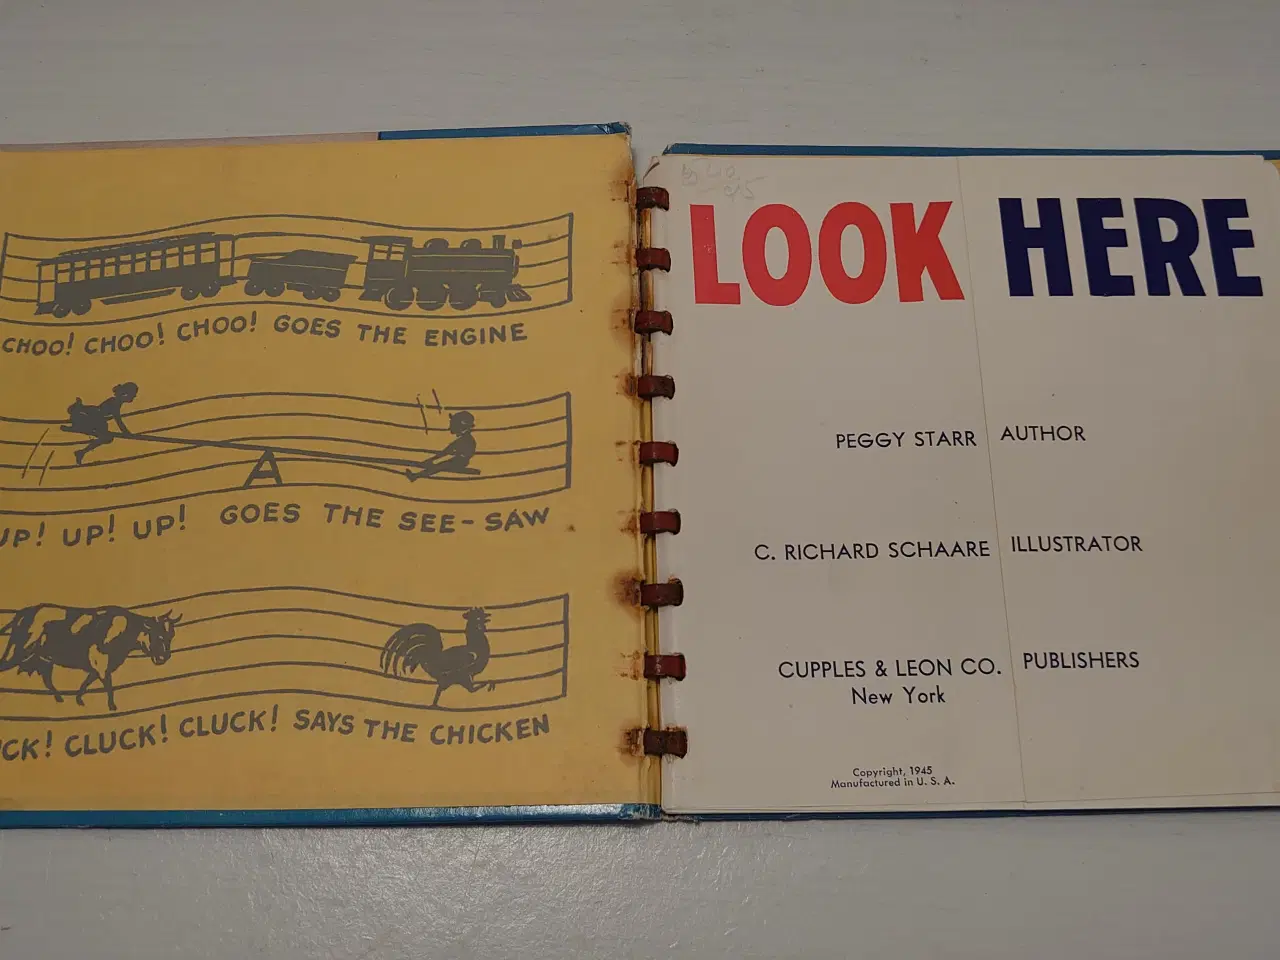 CHOO! CHOO! CHOO! GOES THE ENGINE
UP! UP! UP! GOES THE SEE-SAW
CLUCK! CLUCK! SAYS THE CHICKEN
LOOK HERE
PEGGY STARR AUTHOR
C. RICHARD SCHAARE ILLUSTRATOR
CUPPLES & LEON CO. PUBLISHERS
New York
Copyright, 1945
Manufactured in U. S. A.